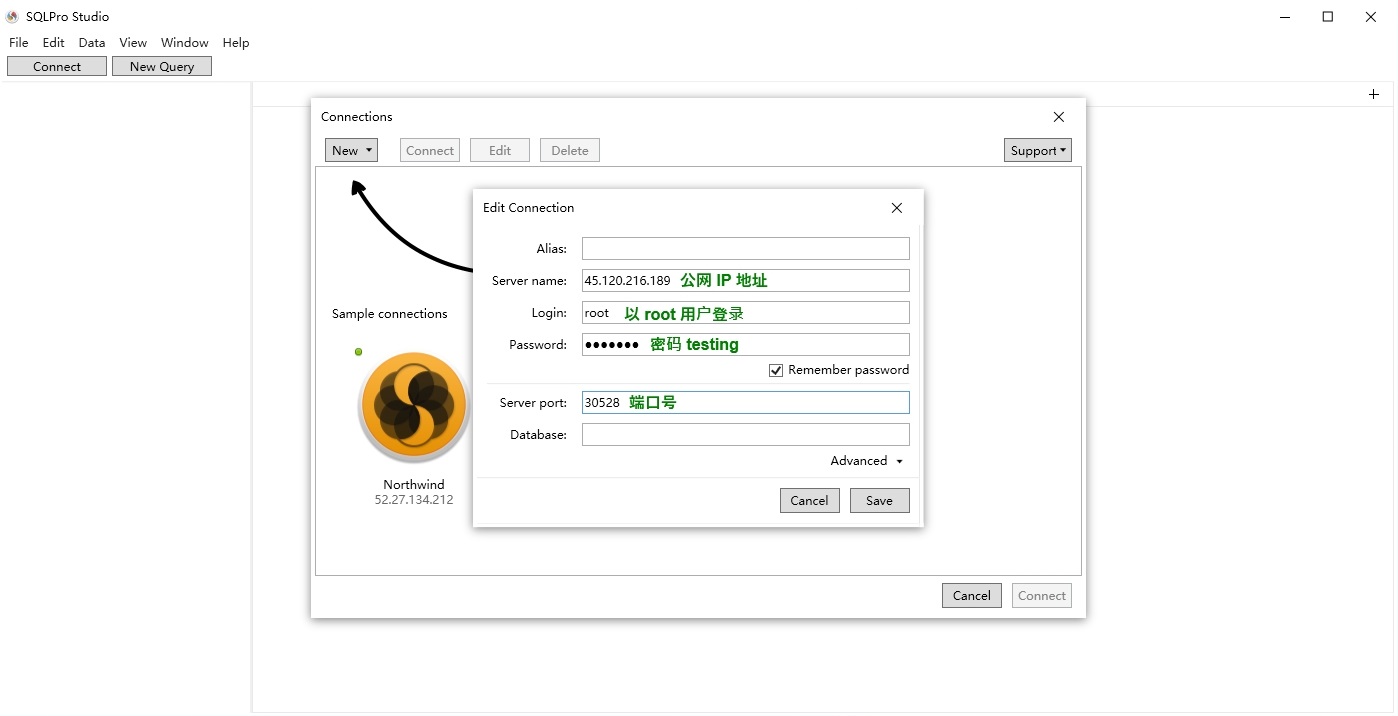 SQLPro Studio
File Edit Data View Window Help
Connect New Query
+
Connections
New Connect Edit Delete Support
Edit Connection
Alias:
Server name: 45.120.216.189 公网 IP 地址
Login: root 以 root 用户登录
Sample connections
Password: ●●●●●●● 密码 testing
Remember password
Server port: 30528 端口号
Database:
Advanced
Northwind
52.27.134.212
Cancel Save
Cancel Connect